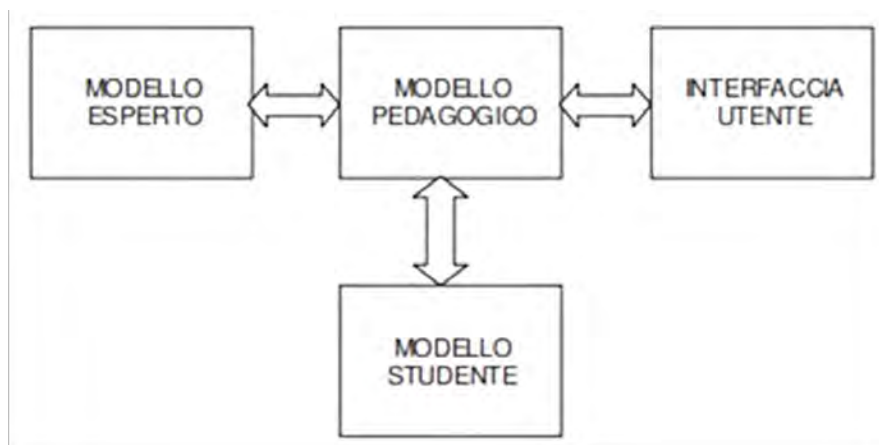 MODELLO
ESPERTO
MODELLO
PEDAGOGICO
INTERFACCIA
UTENTE
MODELLO
STUDENTE